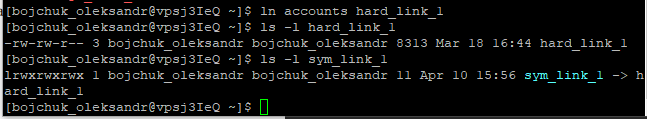 [bojchuk_oleksandr@vpsj3IeQ ~]$ ln accounts hard_link_1
[bojchuk_oleksandr@vpsj3IeQ ~]$ ls -l hard_link_1
-rw-rw-r-- 3 bojchuk_oleksandr bojchuk_oleksandr 8313 Mar 18 16:44 hard_link_1
[bojchuk_oleksandr@vpsj3IeQ ~]$ ls -l sym_link_1
lrwxrwxrwx 1 bojchuk_oleksandr bojchuk_oleksandr 11 Apr 10 15:56 sym_link_1 -> h
ard_link_1
[bojchuk_oleksandr@vpsj3IeQ ~]$